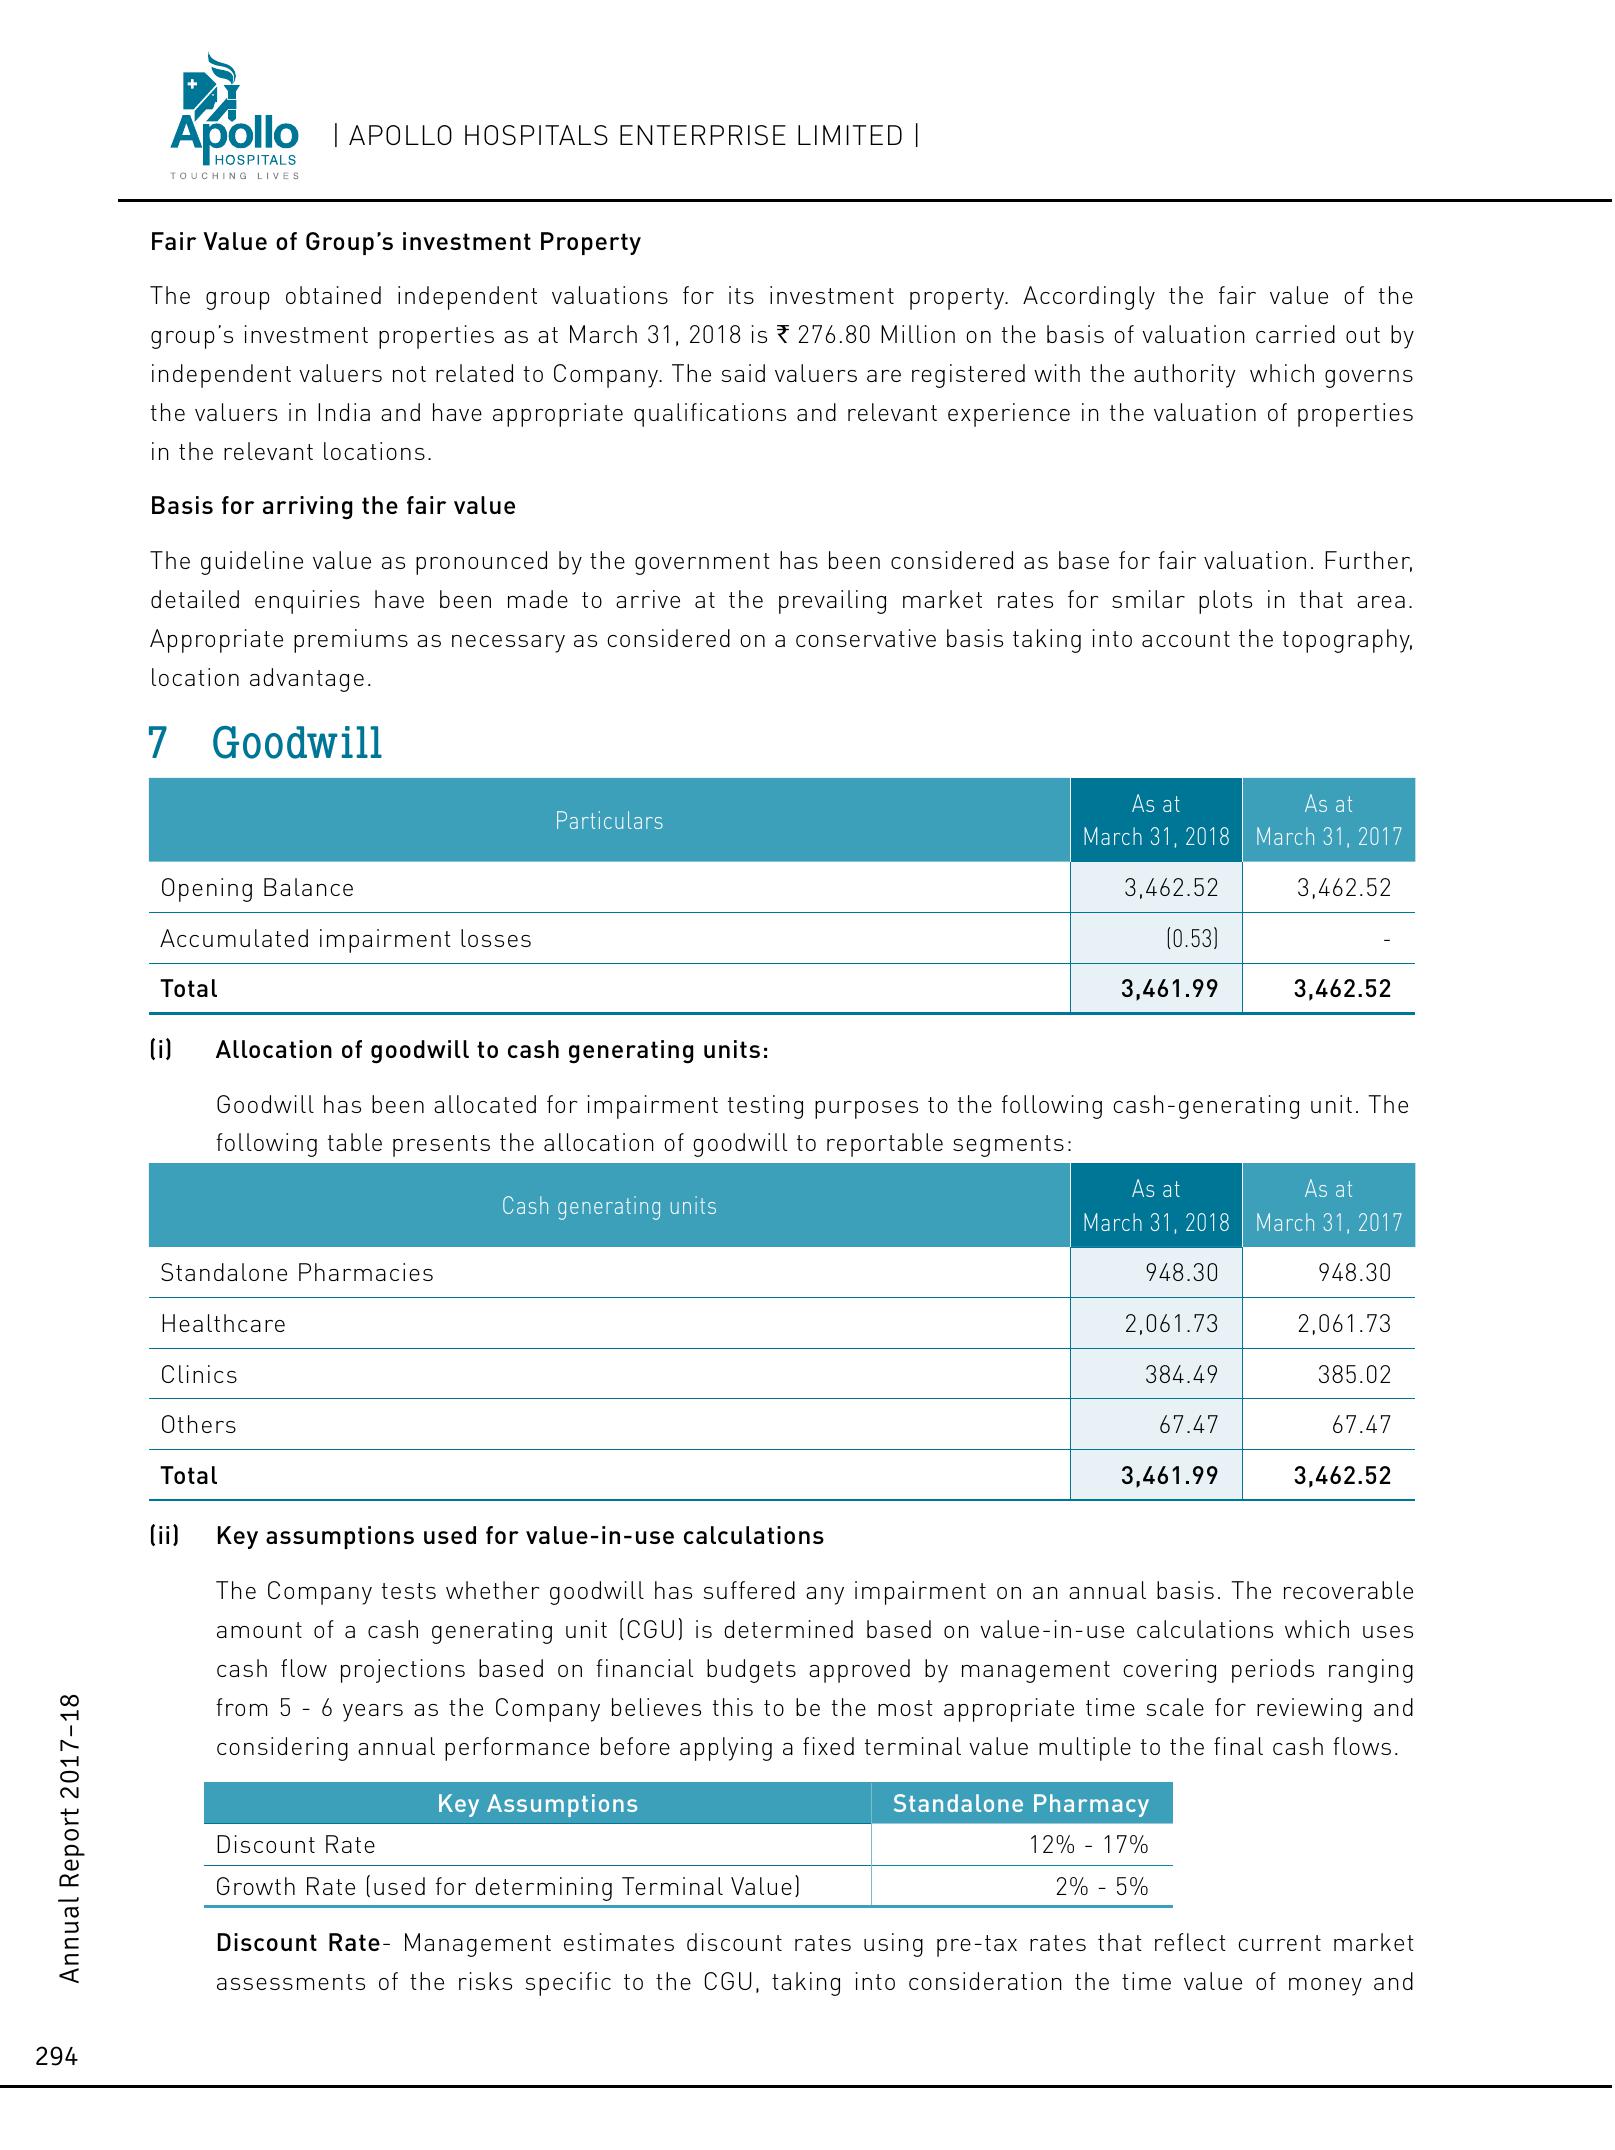 Apollo
HOSPITALS
TOUCHING LIVES
| APOLLO HOSPITALS ENTERPRISE LIMITED |
Fair Value of Group’s investment Property
The group obtained independent valuations for its investment property. Accordingly the fair value of the
group’s investment properties as at March 31, 2018 is ₹ 276.80 Million on the basis of valuation carried out by
independent valuers not related to Company. The said valuers are registered with the authority which governs
the valuers in India and have appropriate qualifications and relevant experience in the valuation of properties
in the relevant locations.
Basis for arriving the fair value
The guideline value as pronounced by the government has been considered as base for fair valuation. Further,
detailed enquiries have been made to arrive at the prevailing market rates for smilar plots in that area.
Appropriate premiums as necessary as considered on a conservative basis taking into account the topography,
location advantage.
7 Goodwill
Particulars As at March 31, 2018 As at March 31, 2017
Opening Balance 3,462.52 3,462.52
Accumulated impairment losses (0.53) -
Total 3,461.99 3,462.52
(i) Allocation of goodwill to cash generating units:
Goodwill has been allocated for impairment testing purposes to the following cash-generating unit. The
following table presents the allocation of goodwill to reportable segments:
Cash generating units As at March 31, 2018 As at March 31, 2017
Standalone Pharmacies 948.30 948.30
Healthcare 2,061.73 2,061.73
Clinics 384.49 385.02
Others 67.47 67.47
Total 3,461.99 3,462.52
(ii) Key assumptions used for value-in-use calculations
The Company tests whether goodwill has suffered any impairment on an annual basis. The recoverable
amount of a cash generating unit (CGU) is determined based on value-in-use calculations which uses
cash flow projections based on financial budgets approved by management covering periods ranging
from 5 - 6 years as the Company believes this to be the most appropriate time scale for reviewing and
considering annual performance before applying a fixed terminal value multiple to the final cash flows.
Key Assumptions Standalone Pharmacy
Discount Rate 12% - 17%
Growth Rate (used for determining Terminal Value) 2% - 5%
Discount Rate- Management estimates discount rates using pre-tax rates that reflect current market
assessments of the risks specific to the CGU, taking into consideration the time value of money and
Annual Report 2017–18
294